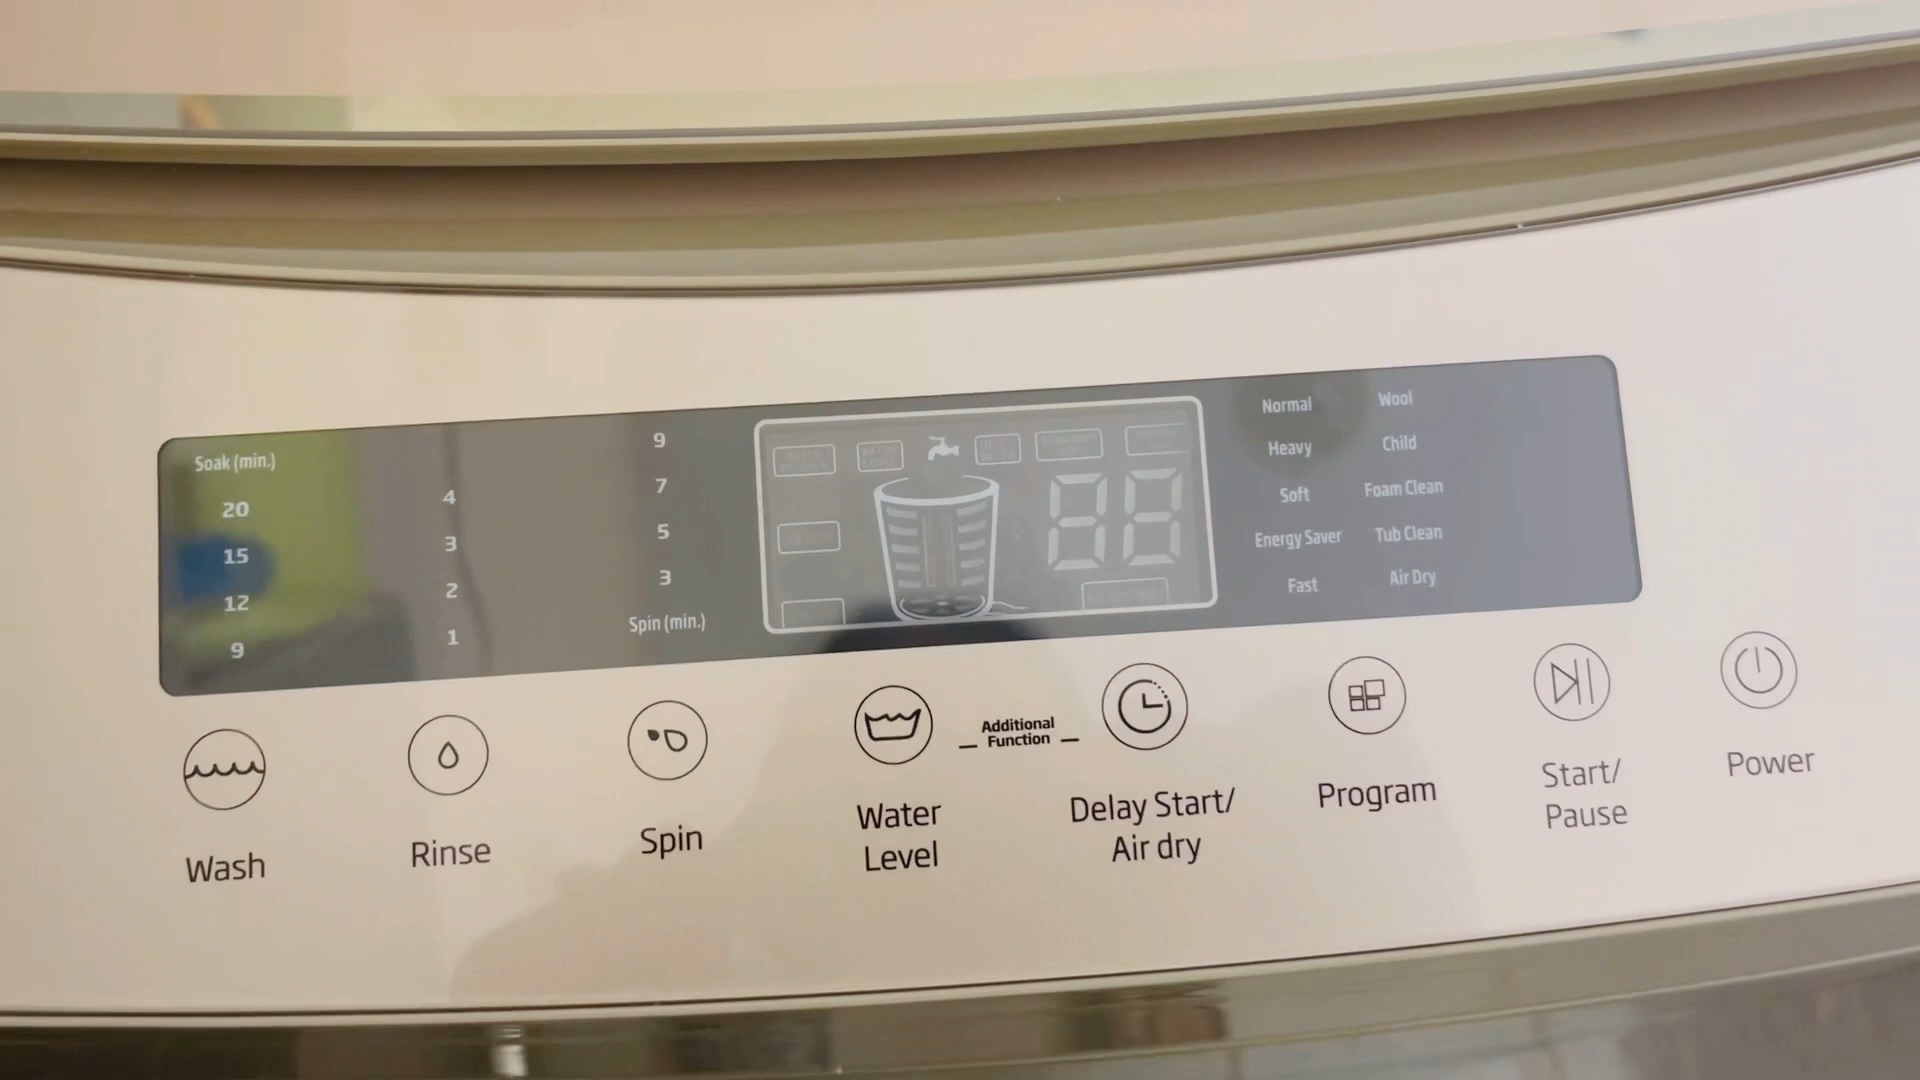 Soak (min.)
20
15
12
9
4
3
2
1
9
7
5
3
Spin (min.)
88
Normal
Heavy
Soft
Energy Saver
Fast
Wool
Child
Foam Clean
Tub Clean
Air Dry
Wash
Rinse
Spin
Water
Level
Additional
Function
Delay Start/
Air dry
Program
Start/
Pause
Power